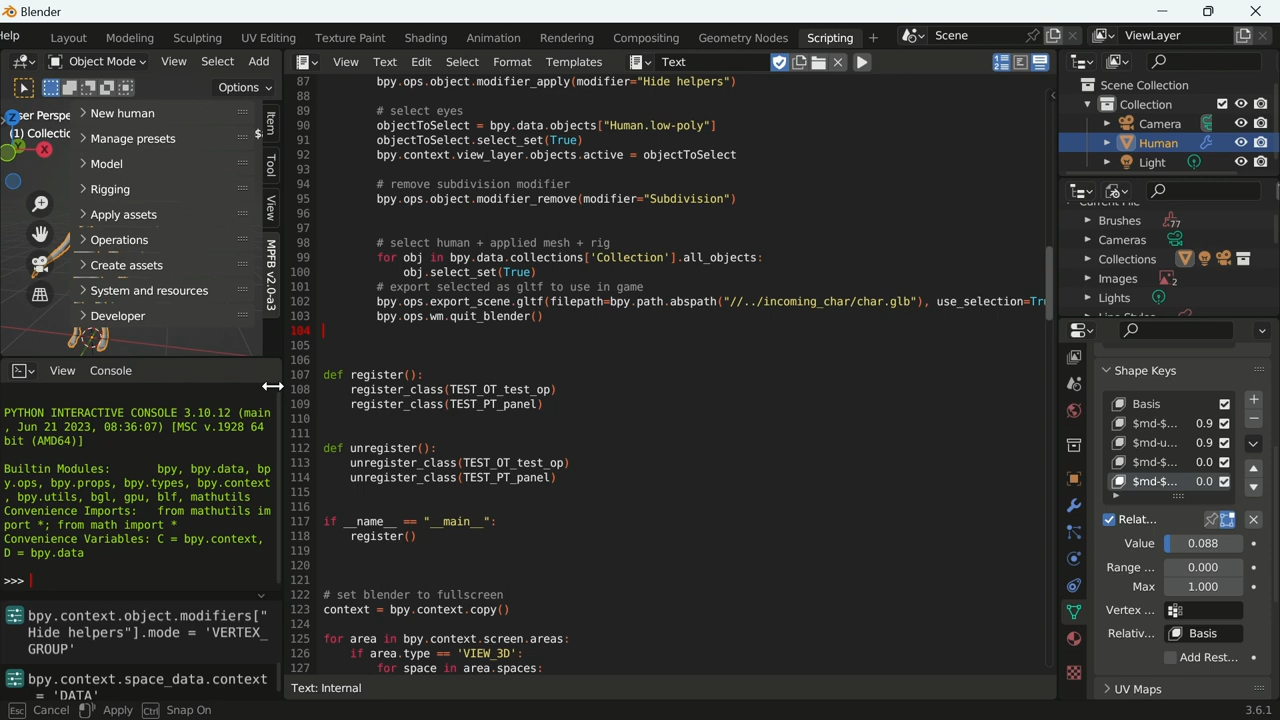 Blender
Help Layout Modeling Sculpting UV Editing Texture Paint Shading Animation Rendering Compositing Geometry Nodes Scripting + Scene ViewLayer
Object Mode View Select Add View Text Edit Select Format Templates Text
Options
User Perspe
(1) Collectic
New human
Manage presets
Model
Rigging
Apply assets
Operations
Create assets
System and resources
Developer
Item
Tool
View
MPFB v2.0-a3
87 bpy.ops.object.modifier_apply(modifier="Hide helpers")
88
89 # select eyes
90 objectToSelect = bpy.data.objects["Human.low-poly"]
91 objectToSelect.select_set(True)
92 bpy.context.view_layer.objects.active = objectToSelect
93
94 # remove subdivision modifier
95 bpy.ops.object.modifier_remove(modifier="Subdivision")
96
97
98 # select human + applied mesh + rig
99 for obj in bpy.data.collections['Collection'].all_objects:
100 obj.select_set(True)
101 # export selected as gltf to use in game
102 bpy.ops.export_scene.gltf(filepath=bpy.path.abspath("//../incoming_char/char.glb"), use_selection=Tru
103 bpy.ops.wm.quit_blender()
104
105
106
107 def register():
108 register_class(TEST_OT_test_op)
109 register_class(TEST_PT_panel)
110
111
112 def unregister():
113 unregister_class(TEST_OT_test_op)
114 unregister_class(TEST_PT_panel)
115
116
117 if __name__ == "__main__":
118 register()
119
120
121
122 # set blender to fullscreen
123 context = bpy.context.copy()
124
125 for area in bpy.context.screen.areas:
126 if area.type == 'VIEW_3D':
127 for space in area.spaces:
Text: Internal
View Console
PYTHON INTERACTIVE CONSOLE 3.10.12 (main
, Jun 21 2023, 08:36:07) [MSC v.1928 64
bit (AMD64)]
Builtin Modules: bpy, bpy.data, bp
y.ops, bpy.props, bpy.types, bpy.context
, bpy.utils, bgl, gpu, blf, mathutils
Convenience Imports: from mathutils im
port *; from math import *
Convenience Variables: C = bpy.context,
D = bpy.data
>>>
bpy.context.object.modifiers["
Hide helpers"].mode = 'VERTEX_
GROUP'
bpy.context.space_data.context
= 'DATA'
Scene Collection
Collection
Camera
Human
Light
Current File
Brushes 77
Cameras
Collections
Images 2
Lights
Line Styles
Shape Keys
Basis
$md-$... 0.9
$md-u... 0.9
$md-$... 0.0
$md-$... 0.0
Relat...
Value 0.088
Range ... 0.000
Max 1.000
Vertex ...
Relativ... Basis
Add Rest...
UV Maps
Esc Cancel Apply Ctrl Snap On 3.6.1